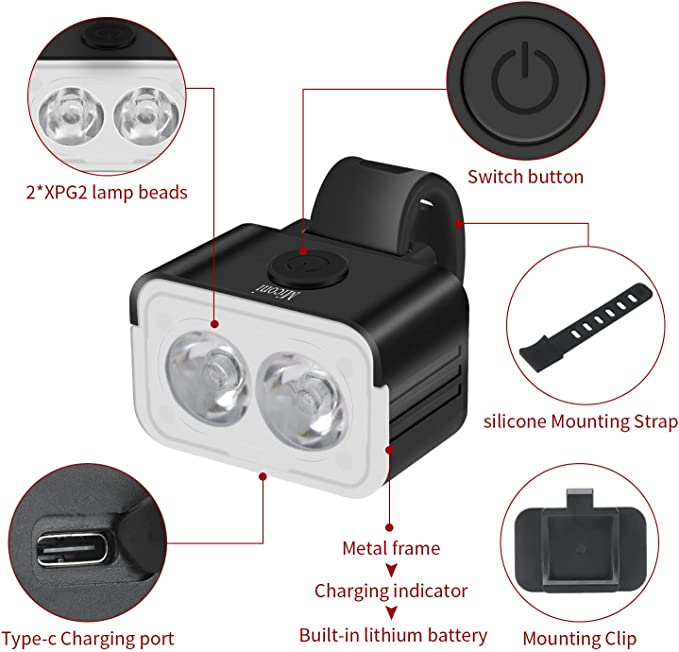 2*XPG2 lamp beads
Switch button
Miconi
silicone Mounting Strap
Type-c Charging port
Metal frame
Charging indicator
Built-in lithium battery
Mounting Clip